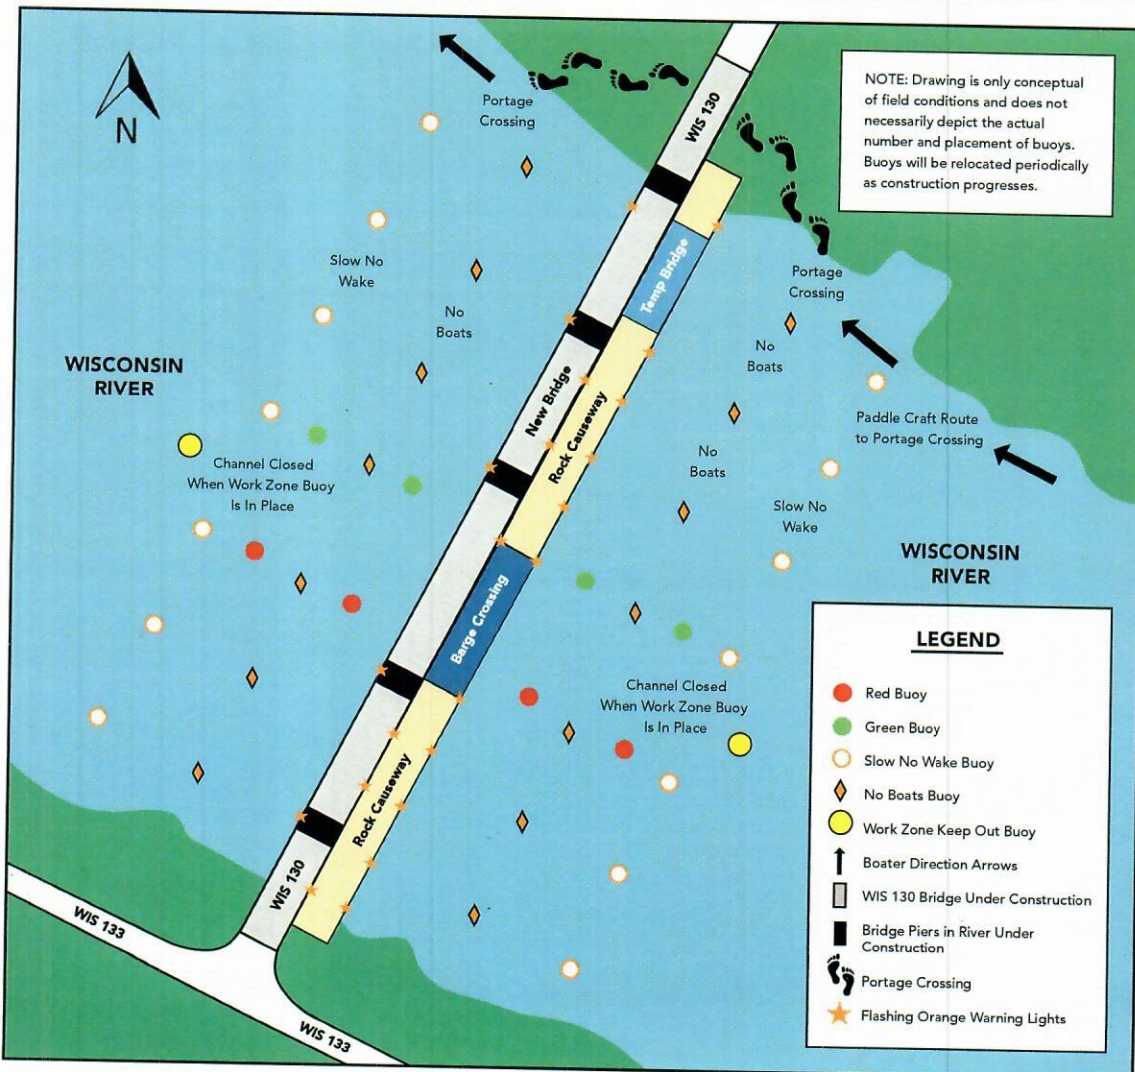 NOTE: Drawing is only conceptual
of field conditions and does not
necessarily depict the actual
number and placement of buoys.
Buoys will be relocated periodically
as construction progresses.
N
Portage
Crossing
WIS 130
Slow No
Wake
No
Boats
Temp Bridge
Portage
Crossing
No
Boats
WISCONSIN
RIVER
New Bridge
Rock Causeway
Paddle Craft Route
to Portage Crossing
No
Boats
Channel Closed
When Work Zone Buoy
Is In Place
Slow No
Wake
WISCONSIN
RIVER
Barge Crossing
Channel Closed
When Work Zone Buoy
Is In Place
Rock Causeway
WIS 130
WIS 133
WIS 133
LEGEND
Red Buoy
Green Buoy
Slow No Wake Buoy
No Boats Buoy
Work Zone Keep Out Buoy
Boater Direction Arrows
WIS 130 Bridge Under Construction
Bridge Piers in River Under
Construction
Portage Crossing
Flashing Orange Warning Lights